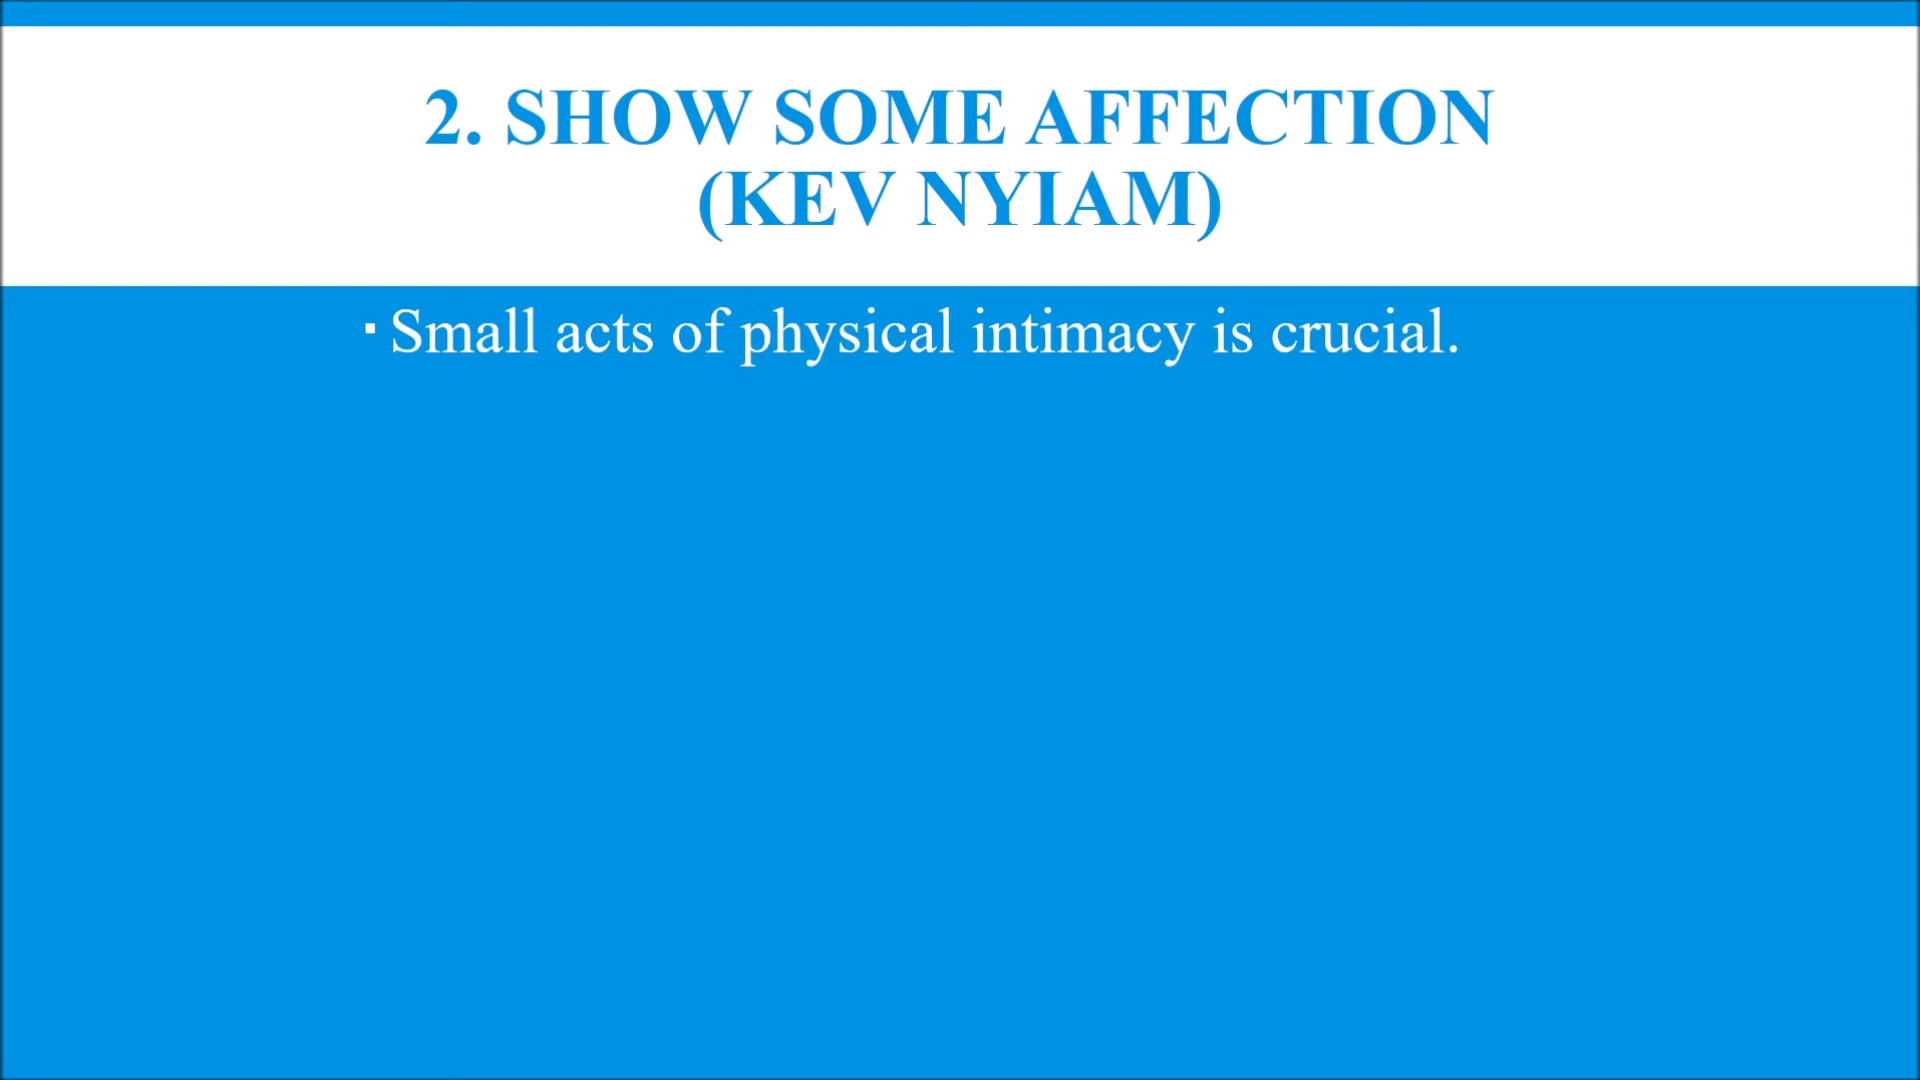 2. SHOW SOME AFFECTION
(KEV NYIAM)
▪ Small acts of physical intimacy is crucial.